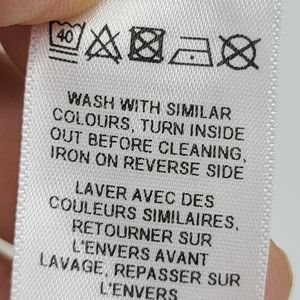 40
WASH WITH SIMILAR
COLOURS, TURN INSIDE
OUT BEFORE CLEANING,
IRON ON REVERSE SIDE
LAVER AVEC DES
COULEURS SIMILAIRES,
RETOURNER SUR
L'ENVERS AVANT
LAVAGE, REPASSER SUR
L'ENVERS